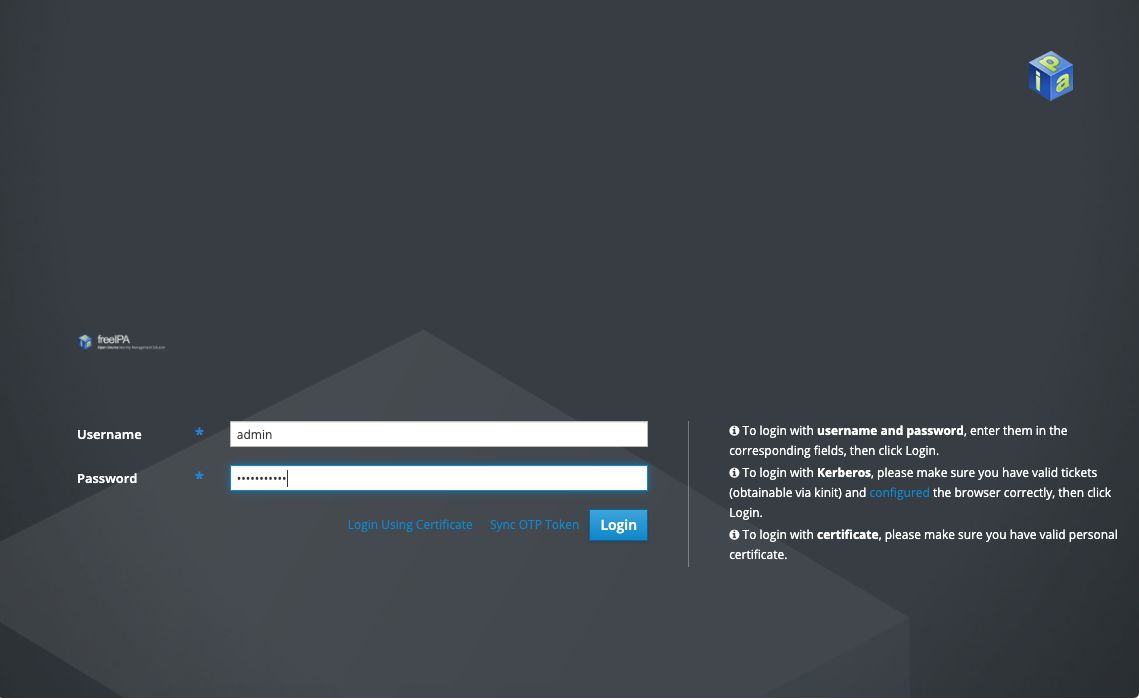 freeIPA
Open Source Identity Management Solution
Username *
admin
Password *
•••••••••••
Login Using Certificate Sync OTP Token Login
To login with username and password, enter them in the
corresponding fields, then click Login.
To login with Kerberos, please make sure you have valid tickets
(obtainable via kinit) and configured the browser correctly, then click
Login.
To login with certificate, please make sure you have valid personal
certificate.